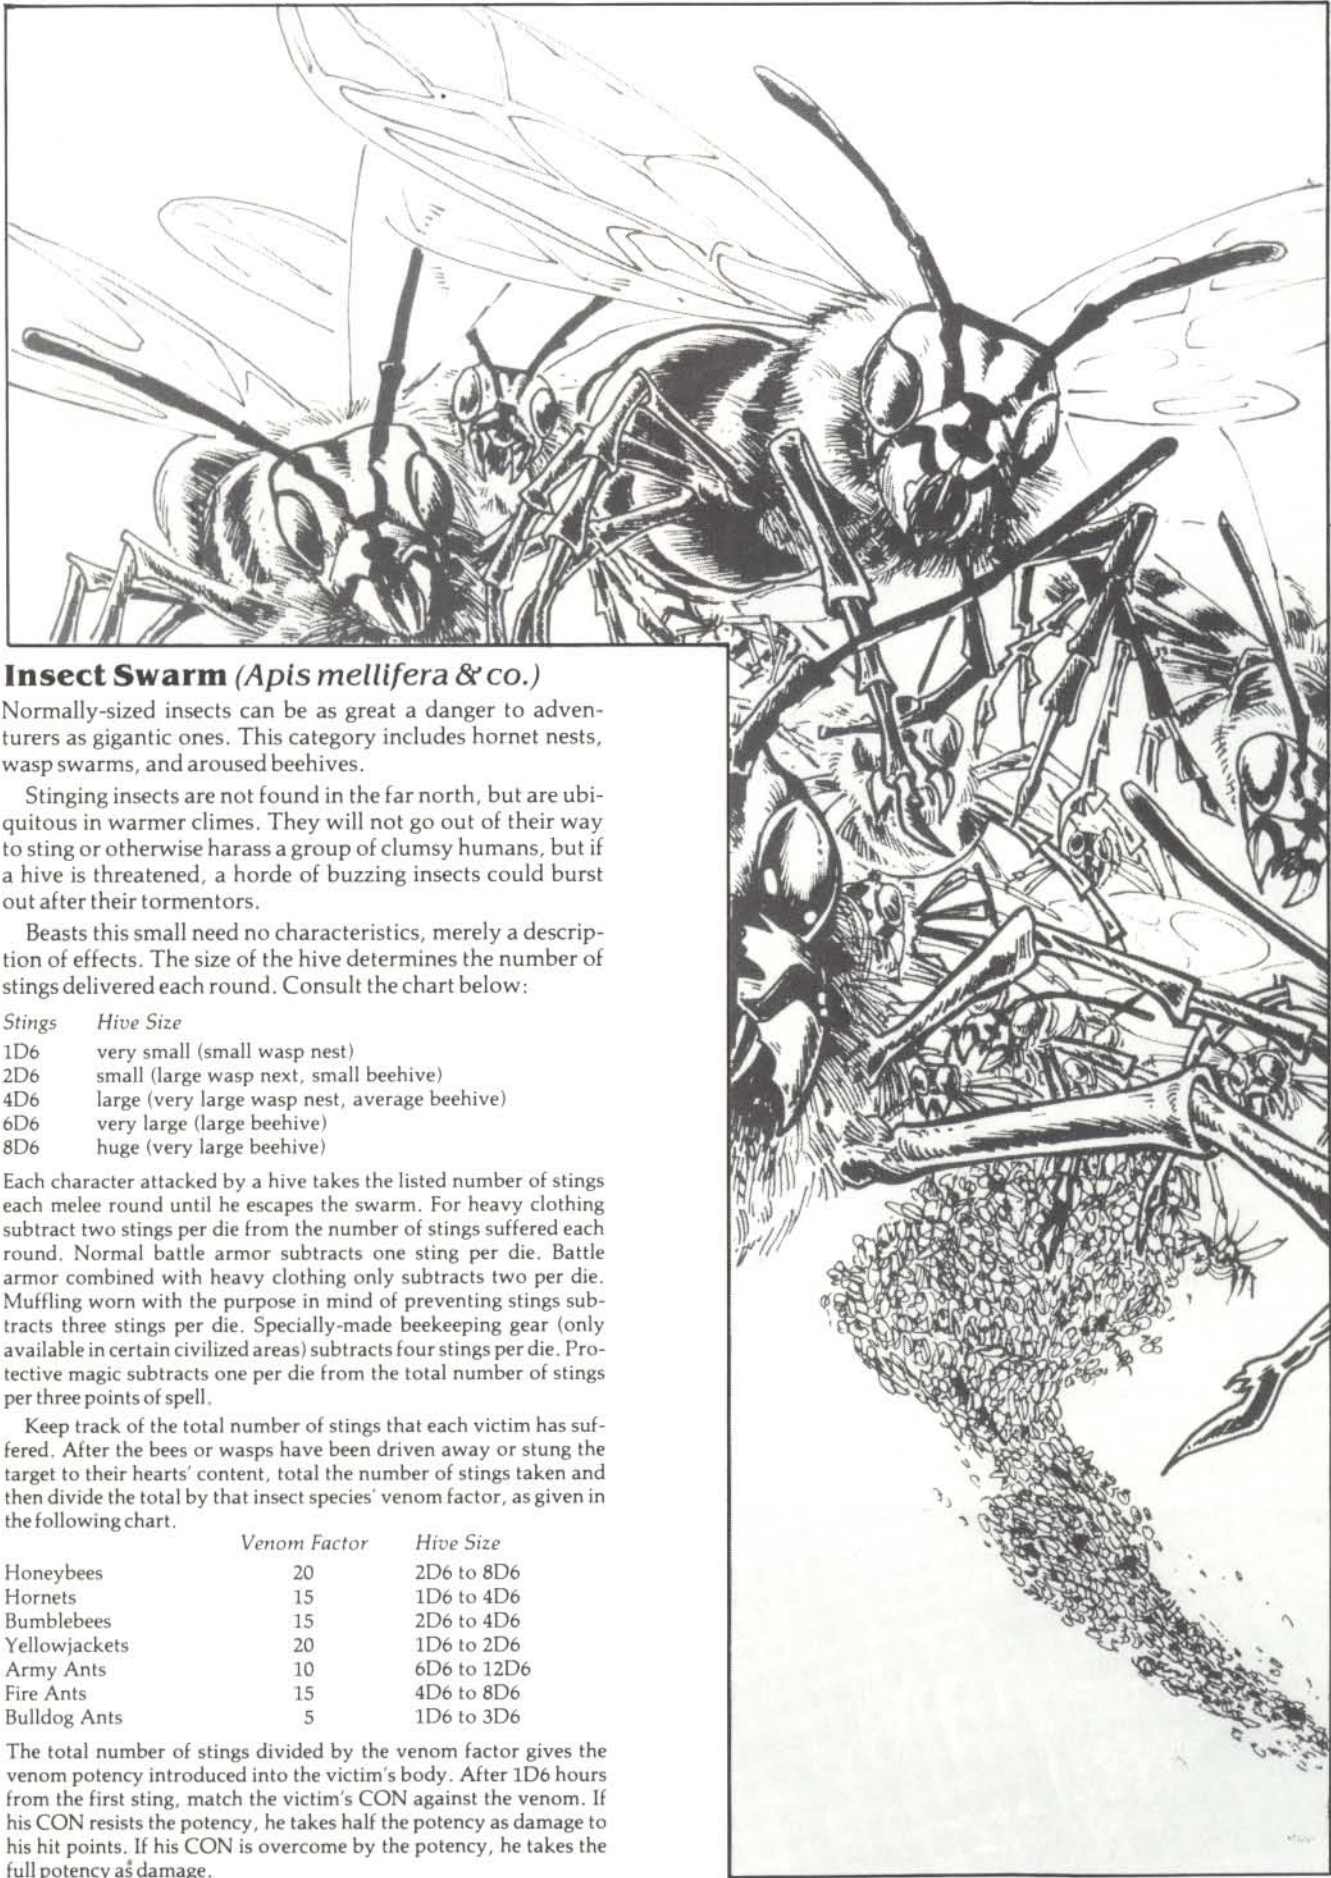 Insect Swarm (Apis mellifera & co.)
Normally-sized insects can be as great a danger to adven-
turers as gigantic ones. This category includes hornet nests,
wasp swarms, and aroused beehives.
Stinging insects are not found in the far north, but are ubi-
quitous in warmer climes. They will not go out of their way
to sting or otherwise harass a group of clumsy humans, but if
a hive is threatened, a horde of buzzing insects could burst
out after their tormentors.
Beasts this small need no characteristics, merely a descrip-
tion of effects. The size of the hive determines the number of
stings delivered each round. Consult the chart below:
Stings Hive Size
1D6 very small (small wasp nest)
2D6 small (large wasp next, small beehive)
4D6 large (very large wasp nest, average beehive)
6D6 very large (large beehive)
8D6 huge (very large beehive)
Each character attacked by a hive takes the listed number of stings
each melee round until he escapes the swarm. For heavy clothing
subtract two stings per die from the number of stings suffered each
round. Normal battle armor subtracts one sting per die. Battle
armor combined with heavy clothing only subtracts two per die.
Muffling worn with the purpose in mind of preventing stings sub-
tracts three stings per die. Specially-made beekeeping gear (only
available in certain civilized areas) subtracts four stings per die. Pro-
tective magic subtracts one per die from the total number of stings
per three points of spell.
Keep track of the total number of stings that each victim has suf-
fered. After the bees or wasps have been driven away or stung the
target to their hearts' content, total the number of stings taken and
then divide the total by that insect species' venom factor, as given in
the following chart.
Venom Factor Hive Size
Honeybees 20 2D6 to 8D6
Hornets 15 1D6 to 4D6
Bumblebees 15 2D6 to 4D6
Yellowjackets 20 1D6 to 2D6
Army Ants 10 6D6 to 12D6
Fire Ants 15 4D6 to 8D6
Bulldog Ants 5 1D6 to 3D6
The total number of stings divided by the venom factor gives the
venom potency introduced into the victim's body. After 1D6 hours
from the first sting, match the victim's CON against the venom. If
his CON resists the potency, he takes half the potency as damage to
his hit points. If his CON is overcome by the potency, he takes the
full potency as damage.